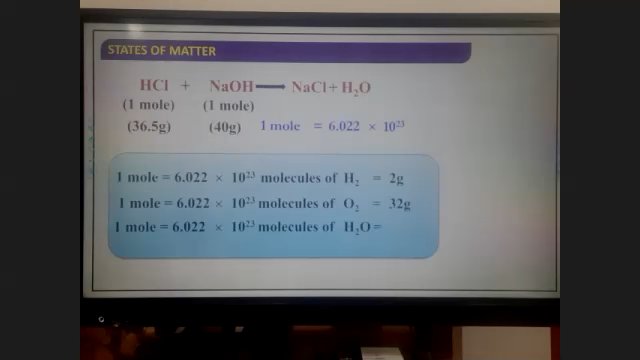 STATES OF MATTER
HCl + NaOH ⟶ NaCl + H₂O
(1 mole) (1 mole)
(36.5g) (40g) 1 mole = 6.022 × 10²³
1 mole = 6.022 × 10²³ molecules of H₂ = 2g
1 mole = 6.022 × 10²³ molecules of O₂ = 32g
1 mole = 6.022 × 10²³ molecules of H₂O =